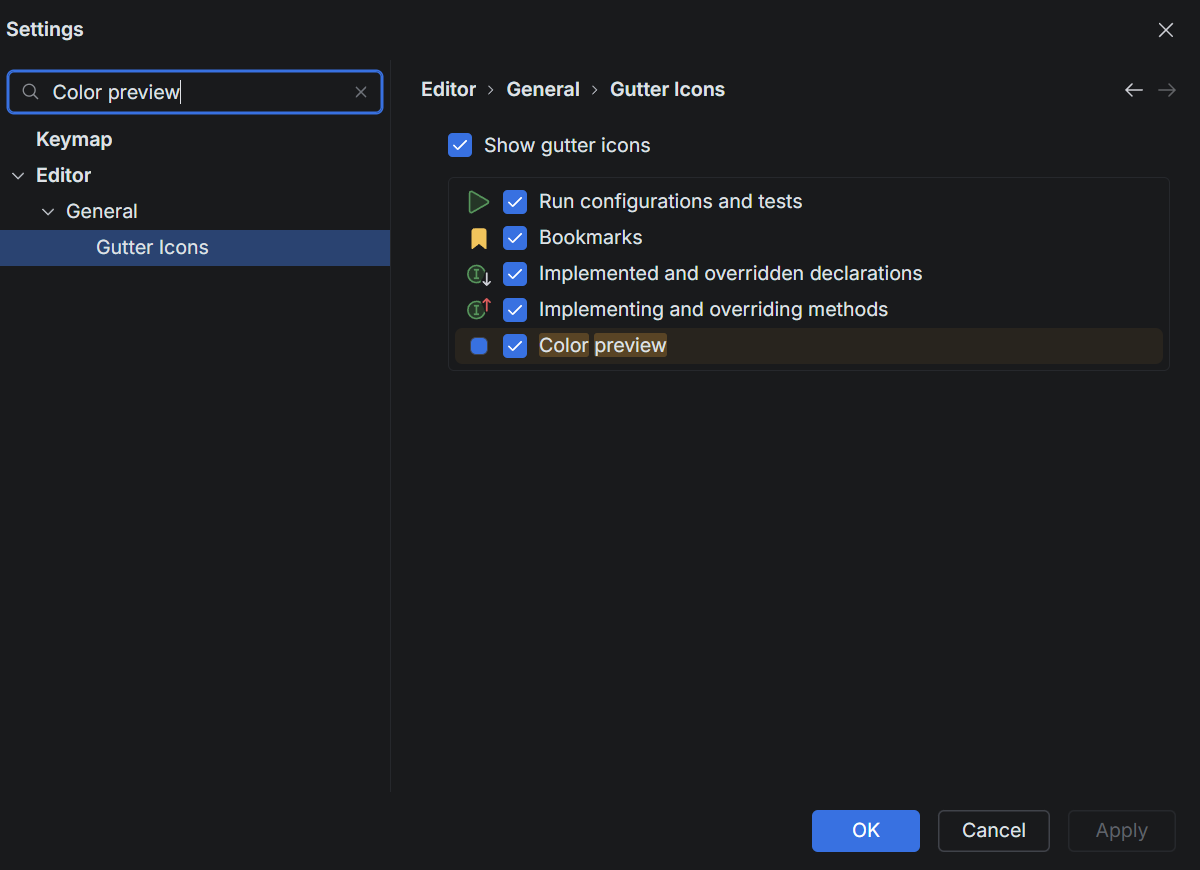 Settings
Color preview
Keymap
Editor
General
Gutter Icons
Editor › General › Gutter Icons
Show gutter icons
Run configurations and tests
Bookmarks
Implemented and overridden declarations
Implementing and overriding methods
Color preview
OK
Cancel
Apply